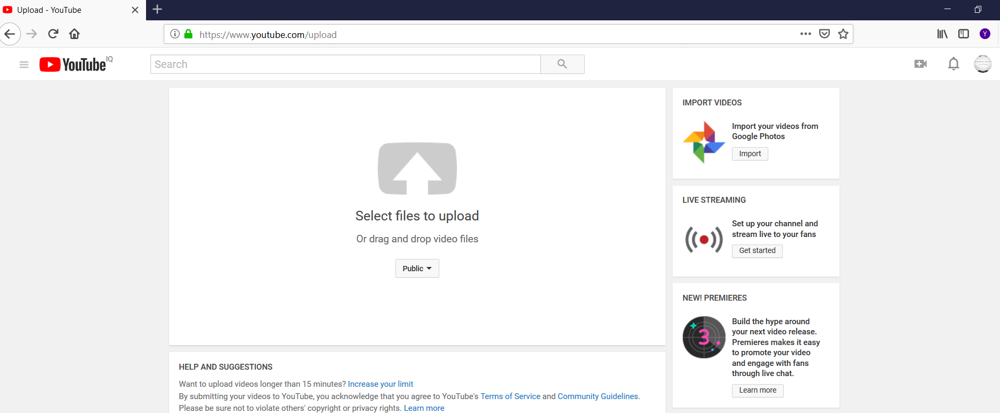 Upload - YouTube
https://www.youtube.com/upload
Y
YouTube IQ
Search
Select files to upload
Or drag and drop video files
Public
HELP AND SUGGESTIONS
Want to upload videos longer than 15 minutes? Increase your limit
By submitting your videos to YouTube, you acknowledge that you agree to YouTube's Terms of Service and Community Guidelines.
Please be sure not to violate others' copyright or privacy rights. Learn more
IMPORT VIDEOS
Import your videos from
Google Photos
Import
LIVE STREAMING
Set up your channel and
stream live to your fans
Get started
NEW! PREMIERES
3
Build the hype around
your next video release.
Premieres makes it easy
to promote your video
and engage with fans
through live chat.
Learn more